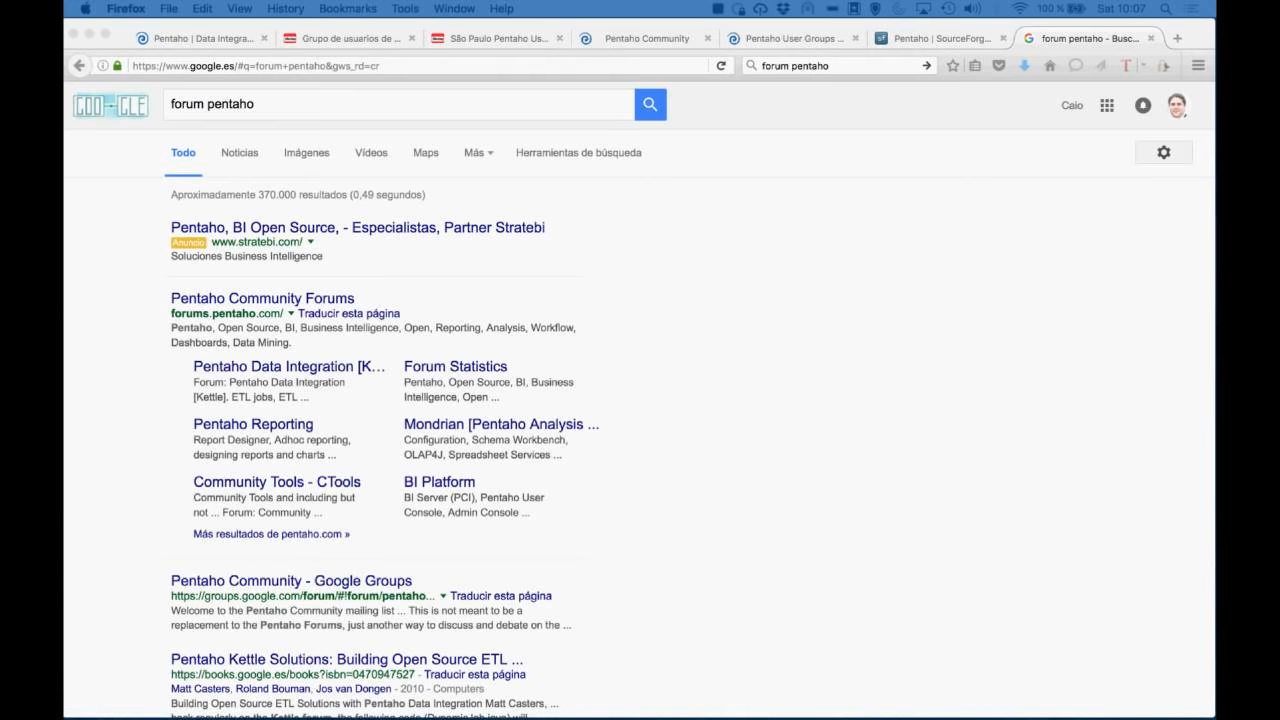 Firefox File Edit View History Bookmarks Tools Window Help 100 % Sat 10:07
Pentaho | Data Integra... × Grupo de usuarios de ... × São Paulo Pentaho Us... × Pentaho Community × Pentaho User Groups ... × Pentaho | SourceForg... × forum pentaho - Busc... × +
https://www.google.es/#q=forum+pentaho&gws_rd=cr forum pentaho
GOOGLE forum pentaho Caio
Todo Noticias Imágenes Vídeos Maps Más Herramientas de búsqueda
Aproximadamente 370.000 resultados (0,49 segundos)
Pentaho, BI Open Source, - Especialistas, Partner Stratebi
Anuncio www.stratebi.com/
Soluciones Business Intelligence
Pentaho Community Forums
forums.pentaho.com/ Traducir esta página
Pentaho, Open Source, BI, Business Intelligence, Open, Reporting, Analysis, Workflow,
Dashboards, Data Mining.
Pentaho Data Integration [K...
Forum: Pentaho Data Integration
[Kettle]. ETL jobs, ETL ...
Forum Statistics
Pentaho, Open Source, BI, Business
Intelligence, Open ...
Pentaho Reporting
Report Designer, Adhoc reporting,
designing reports and charts ...
Mondrian [Pentaho Analysis ...
Configuration, Schema Workbench,
OLAP4J, Spreadsheet Services ...
Community Tools - CTools
Community Tools and including but
not ... Forum: Community ...
BI Platform
BI Server (PCI), Pentaho User
Console, Admin Console ...
Más resultados de pentaho.com »
Pentaho Community - Google Groups
https://groups.google.com/forum/#!forum/pentaho... Traducir esta página
Welcome to the Pentaho Community mailing list ... This is not meant to be a
replacement to the Pentaho Forums, just another way to discuss and debate on the ...
Pentaho Kettle Solutions: Building Open Source ETL ...
https://books.google.es/books?isbn=0470947527 - Traducir esta página
Matt Casters, Roland Bouman, Jos van Dongen - 2010 - Computers
Building Open Source ETL Solutions with Pentaho Data Integration Matt Casters, ...